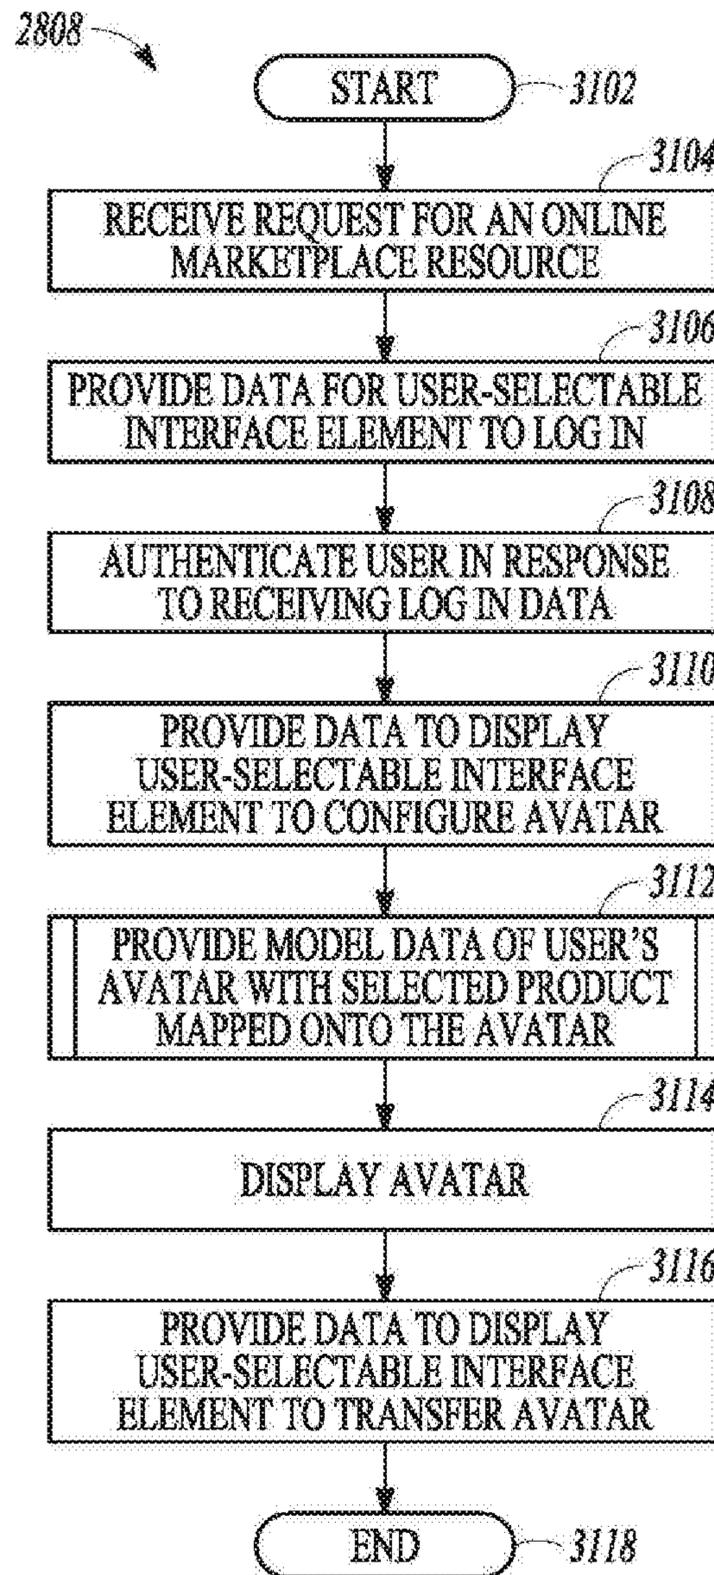 2808
START
3102
3104
RECEIVE REQUEST FOR AN ONLINE
MARKETPLACE RESOURCE
3106
PROVIDE DATA FOR USER-SELECTABLE
INTERFACE ELEMENT TO LOG IN
3108
AUTHENTICATE USER IN RESPONSE
TO RECEIVING LOG IN DATA
3110
PROVIDE DATA TO DISPLAY
USER-SELECTABLE INTERFACE
ELEMENT TO CONFIGURE AVATAR
3112
PROVIDE MODEL DATA OF USER'S
AVATAR WITH SELECTED PRODUCT
MAPPED ONTO THE AVATAR
3114
DISPLAY AVATAR
3116
PROVIDE DATA TO DISPLAY
USER-SELECTABLE INTERFACE
ELEMENT TO TRANSFER AVATAR
END
3118